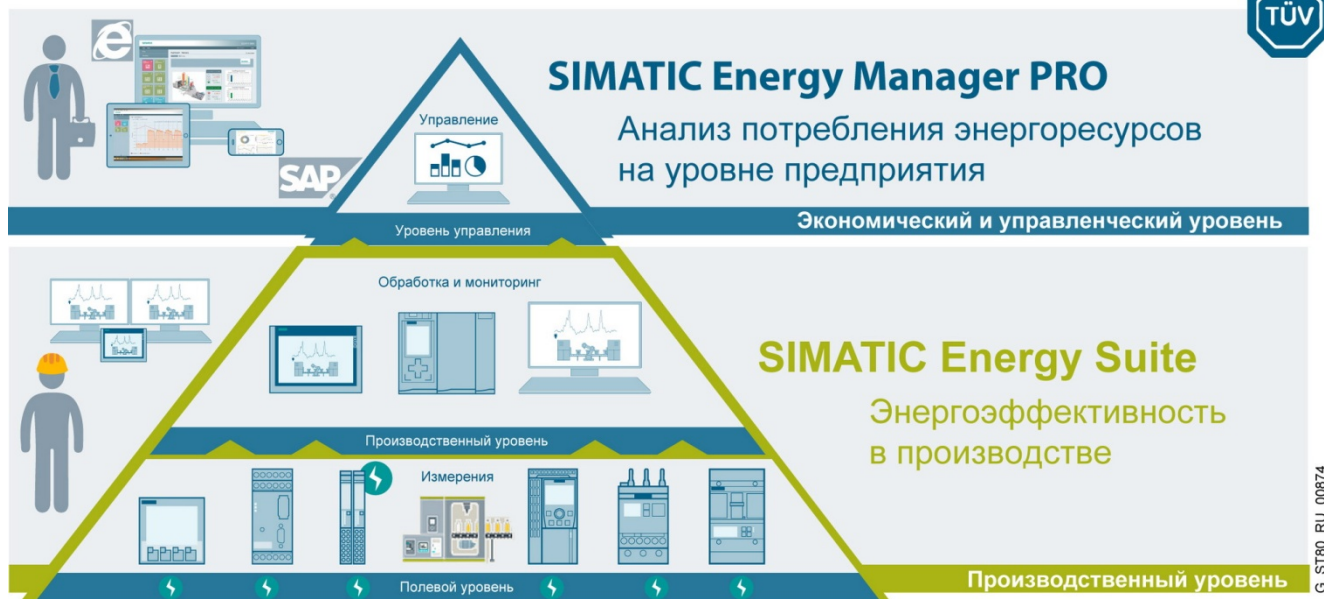 TÜV
SIMATIC Energy Manager PRO
Анализ потребления энергоресурсов
на уровне предприятия
Управление
SAP
Экономический и управленческий уровень
Уровень управления
Обработка и мониторинг
SIMATIC Energy Suite
Энергоэффективность
в производстве
Производственный уровень
Измерения
Полевой уровень
Производственный уровень
G_ST80_RU_00874